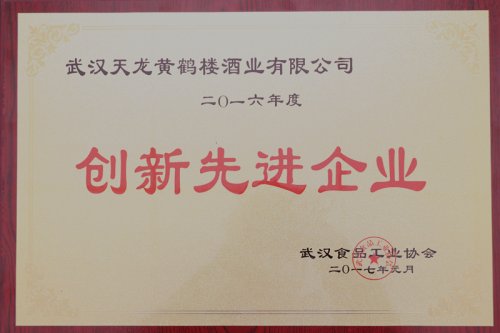 武汉天龙黄鹤楼酒业有限公司
二〇一六年度
创新先进企业
武汉食品工业协会
二〇一七年元月